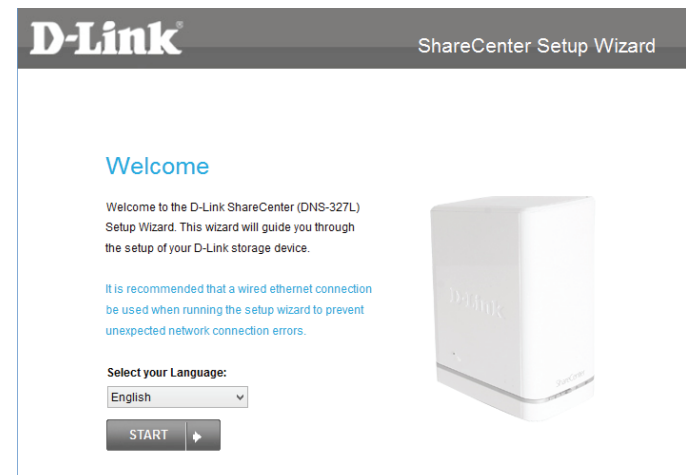 D-Link
ShareCenter Setup Wizard
Welcome
Welcome to the D-Link ShareCenter (DNS-327L)
Setup Wizard. This wizard will guide you through
the setup of your D-Link storage device.
It is recommended that a wired ethernet connection
be used when running the setup wizard to prevent
unexpected network connection errors.
Select your Language:
English
START
D-Link
ShareCenter